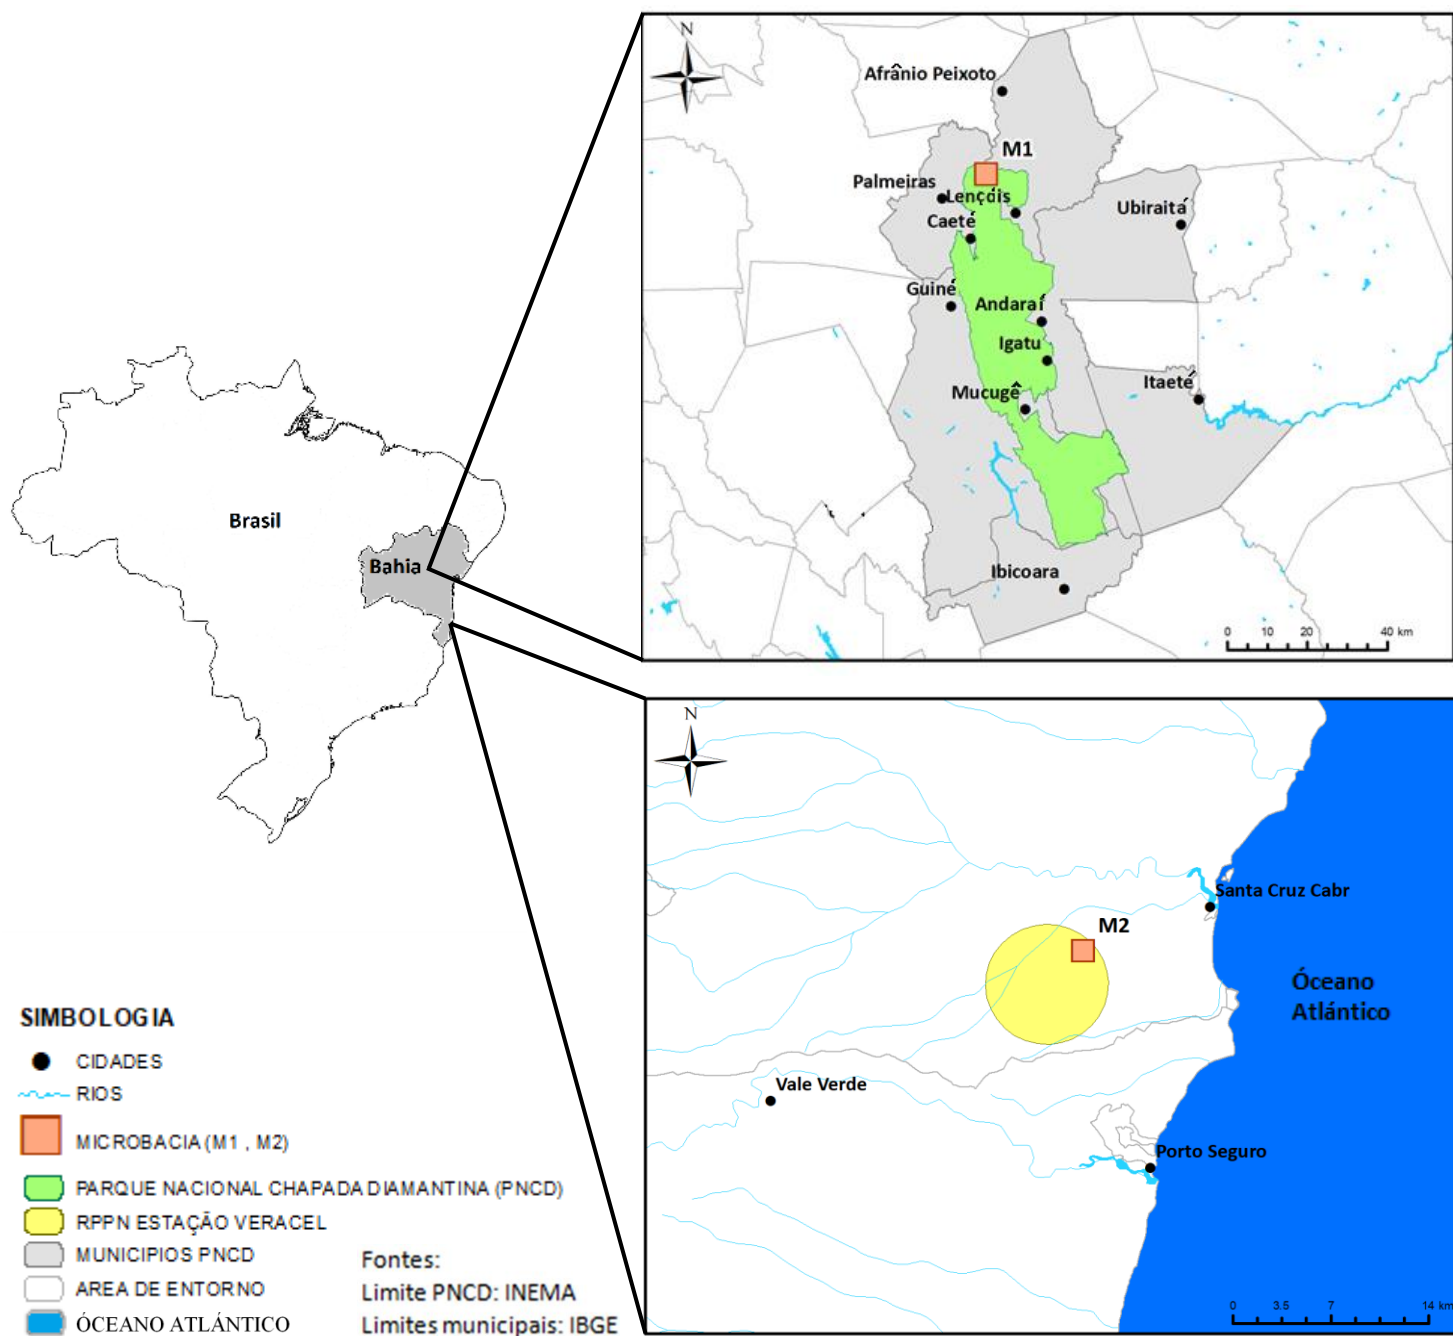 N
Afrânio Peixoto
M1
Palmeiras
Lençóis
Ubiraitá
Caeté
Guiné
Andaraí
Igatu
Itaeté
Mucugê
Ibicoara
0 10 20 40 km
Brasil
Bahia
N
Santa Cruz Cabr
M2
Óceano
Atlántico
Vale Verde
Porto Seguro
0 3.5 7 14 km
SIMBOLOGIA
CIDADES
RIOS
MICROBACIA (M1 , M2)
PARQUE NACIONAL CHAPADA DIAMANTINA (PNCD)
RPPN ESTAÇÃO VERACEL
MUNICIPIOS PNCD
AREA DE ENTORNO
ÓCEANO ATLÁNTICO
Fontes:
Limite PNCD: INEMA
Limites municipais: IBGE